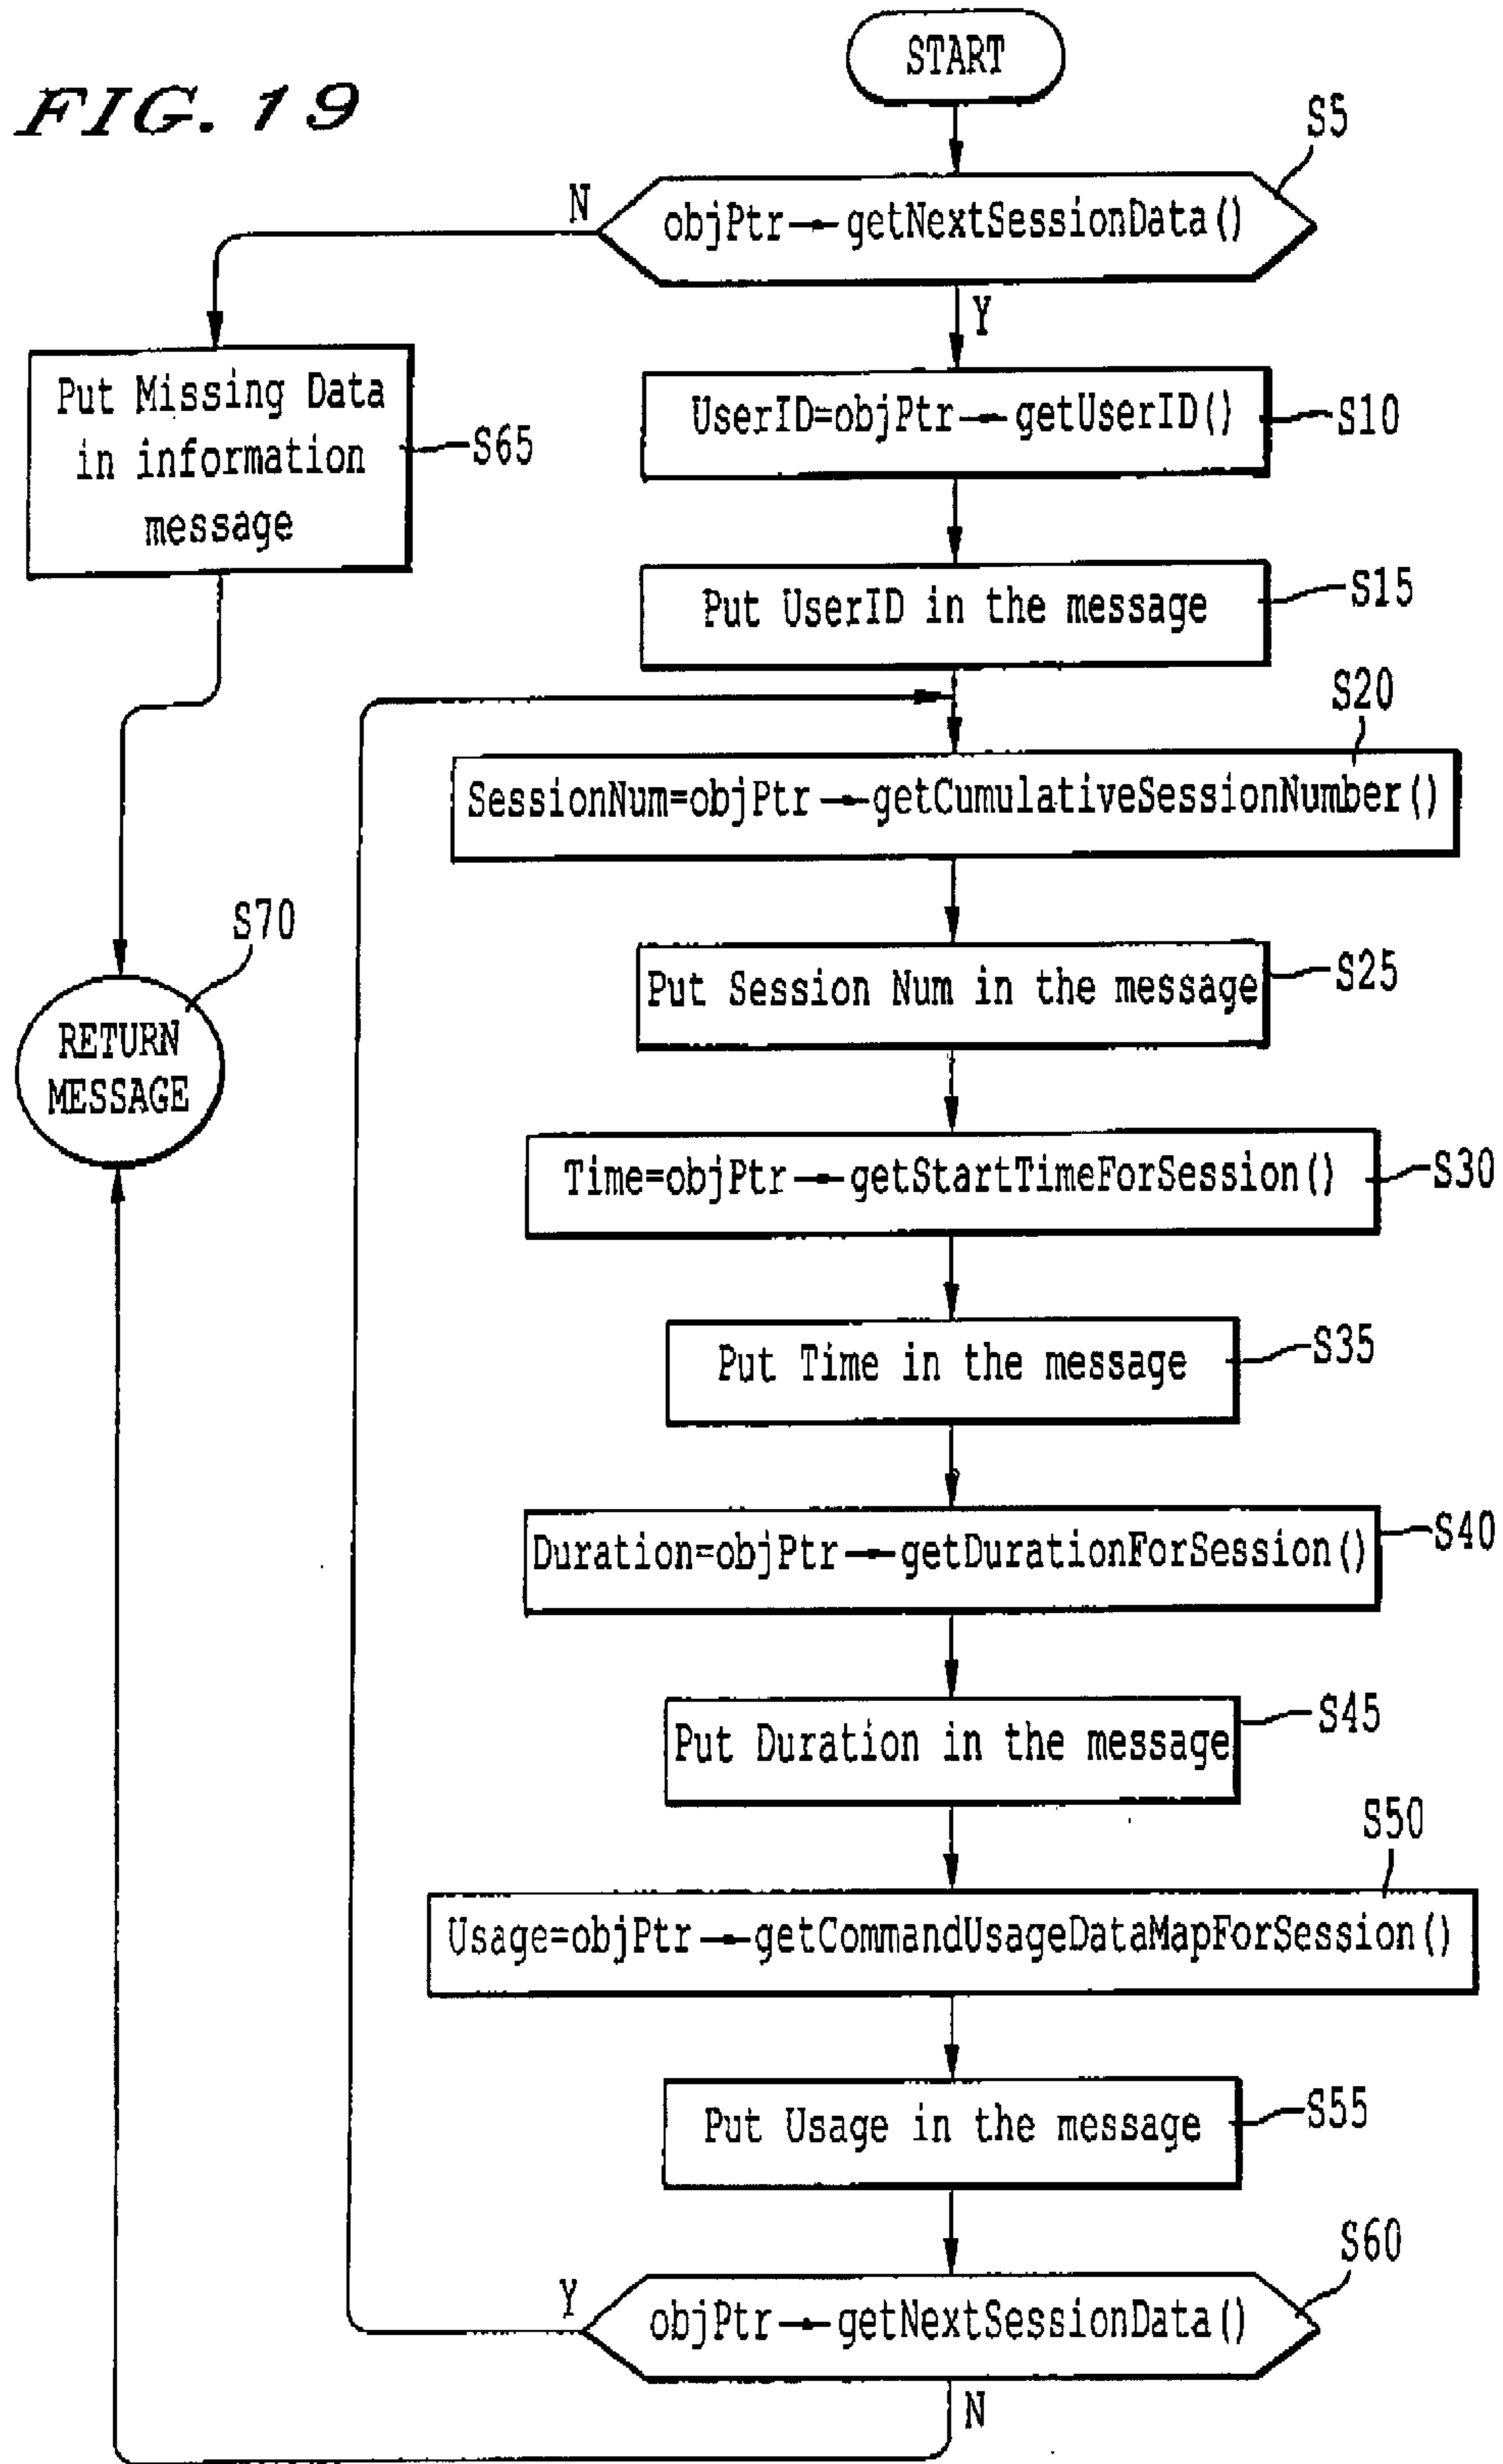 FIG. 19
START
S5
N
objPtr→getNextSessionData()
Y
Put Missing Data
in information
message
S65
UserID=objPtr→getUserID()
S10
Put UserID in the message
S15
S20
SessionNum=objPtr→getCumulativeSessionNumber()
S70
RETURN
MESSAGE
Put Session Num in the message
S25
Time=objPtr→getStartTimeForSession()
S30
Put Time in the message
S35
Duration=objPtr→getDurationForSession()
S40
Put Duration in the message
S45
S50
Usage=objPtr→getCommandUsageDataMapForSession()
Put Usage in the message
S55
S60
Y
objPtr→getNextSessionData()
N